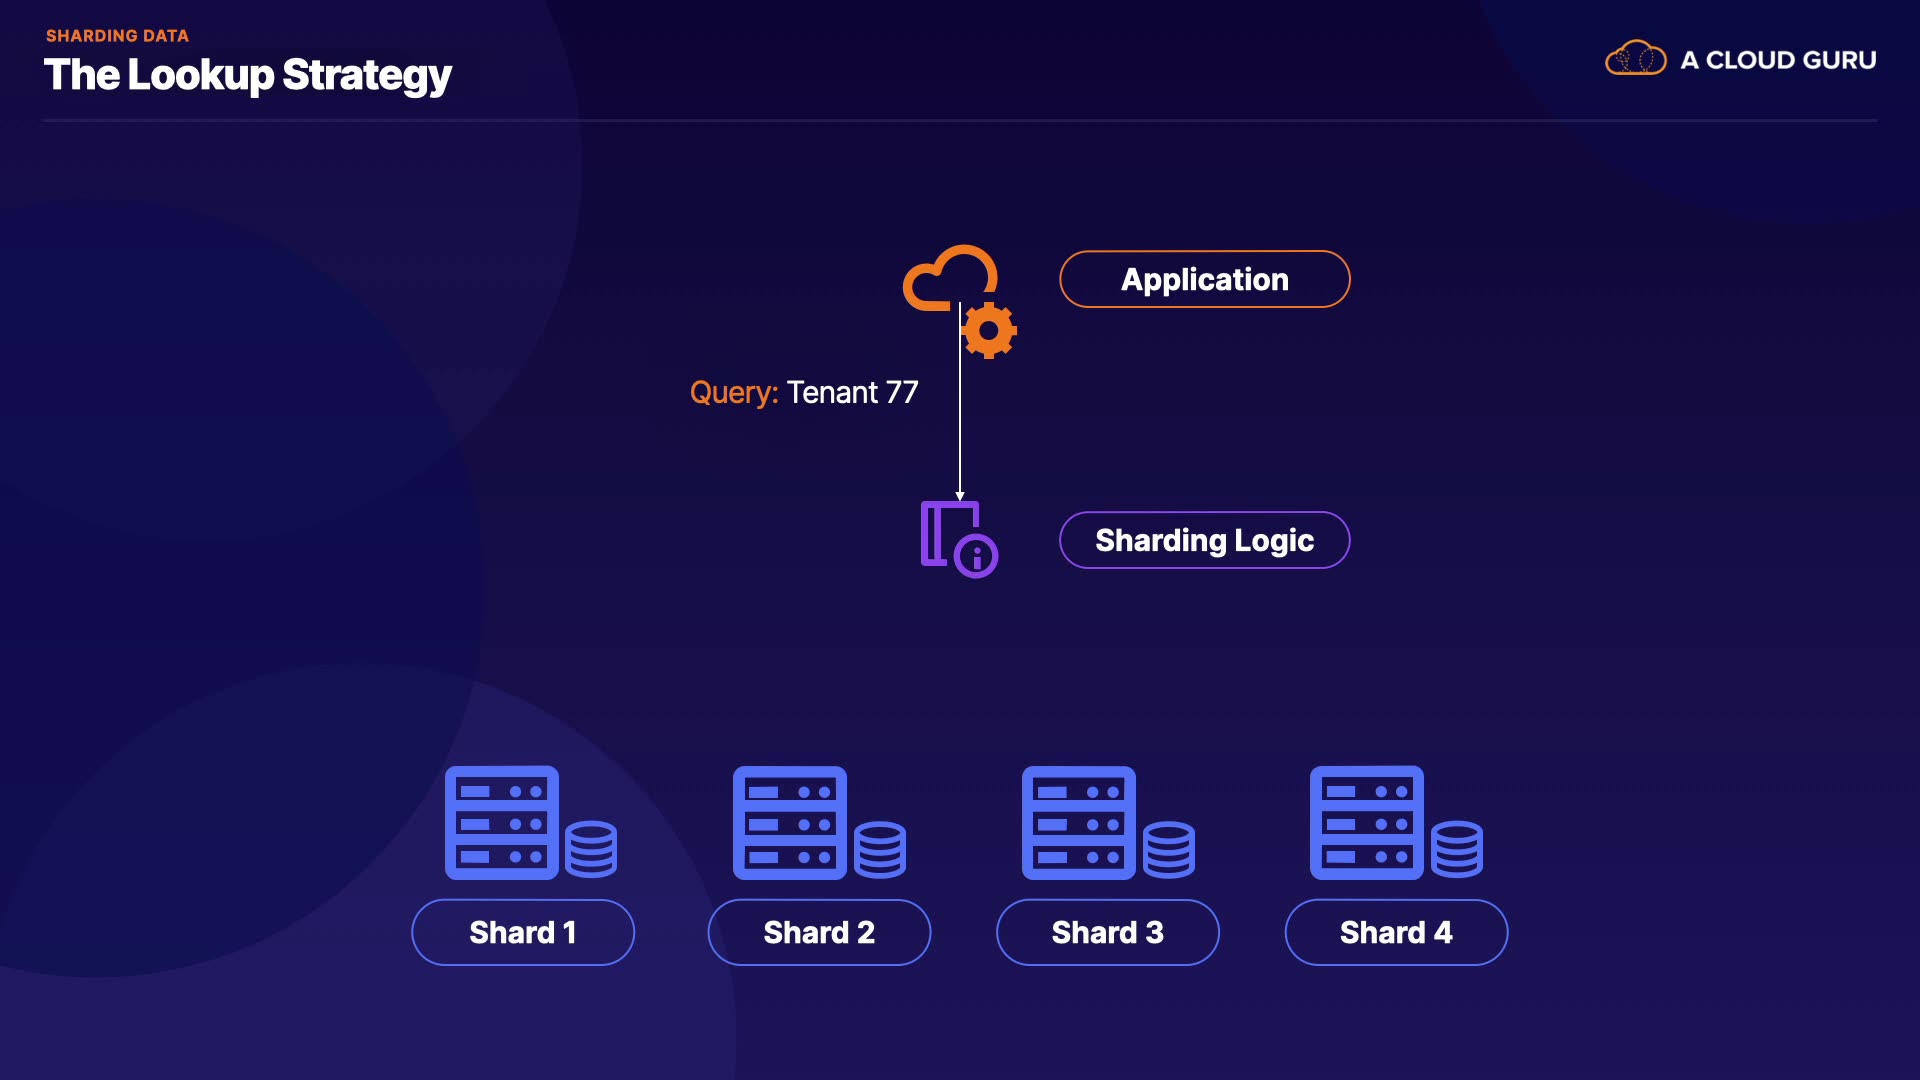 SHARDING DATA
The Lookup Strategy
A CLOUD GURU
Application
Query: Tenant 77
Sharding Logic
Shard 1
Shard 2
Shard 3
Shard 4